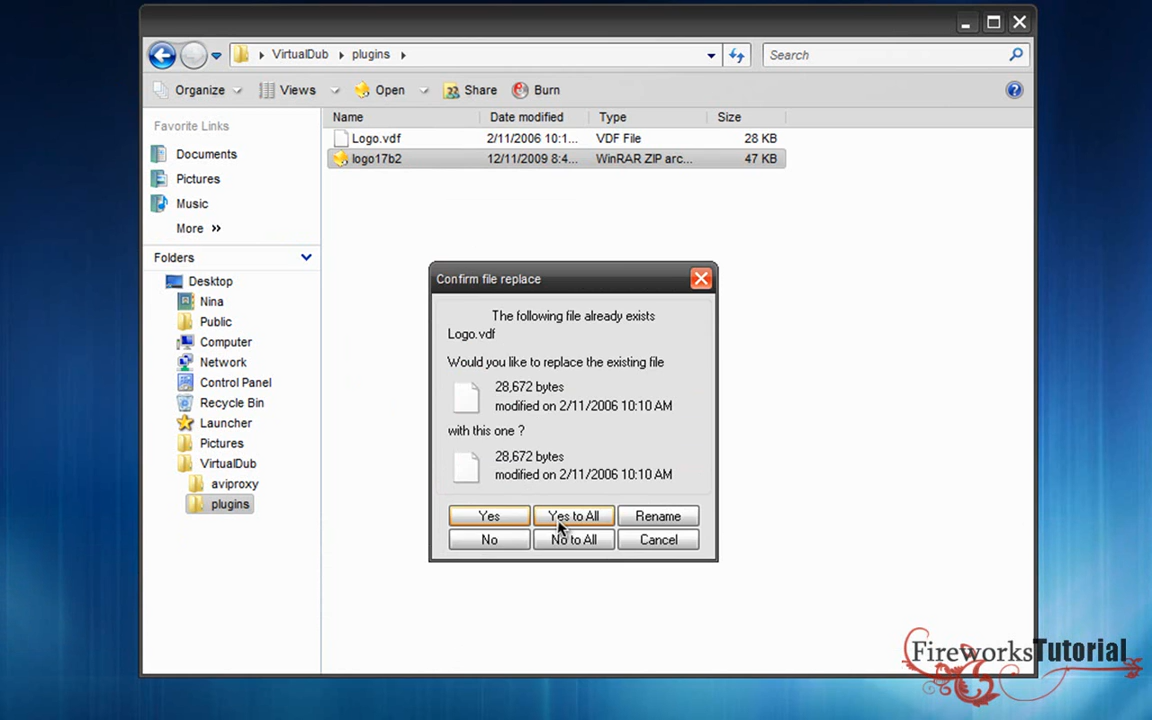 VirtualDub plugins
Search
Organize Views Open Share Burn
Favorite Links
Documents
Pictures
Music
More »
Folders
Desktop
Nina
Public
Computer
Network
Control Panel
Recycle Bin
Launcher
Pictures
VirtualDub
aviproxy
plugins
Name Date modified Type Size
Logo.vdf 2/11/2006 10:1... VDF File 28 KB
logo17b2 12/11/2009 8:4... WinRAR ZIP arc... 47 KB
Confirm file replace
The following file already exists
Logo.vdf
Would you like to replace the existing file
28,672 bytes
modified on 2/11/2006 10:10 AM
with this one ?
28,672 bytes
modified on 2/11/2006 10:10 AM
Yes Yes to All Rename
No No to All Cancel
FireworksTutorial